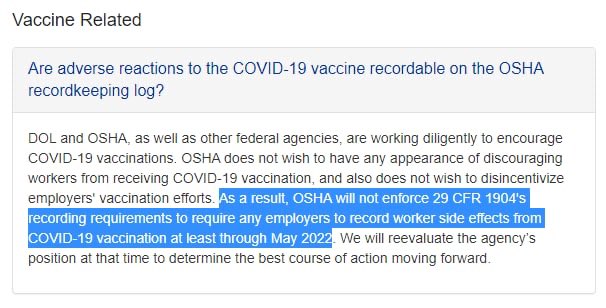 Vaccine Related
Are adverse reactions to the COVID-19 vaccine recordable on the OSHA
recordkeeping log?
DOL and OSHA, as well as other federal agencies, are working diligently to encourage
COVID-19 vaccinations. OSHA does not wish to have any appearance of discouraging
workers from receiving COVID-19 vaccination, and also does not wish to disincentivize
employers' vaccination efforts. As a result, OSHA will not enforce 29 CFR 1904's
recording requirements to require any employers to record worker side effects from
COVID-19 vaccination at least through May 2022. We will reevaluate the agency's
position at that time to determine the best course of action moving forward.